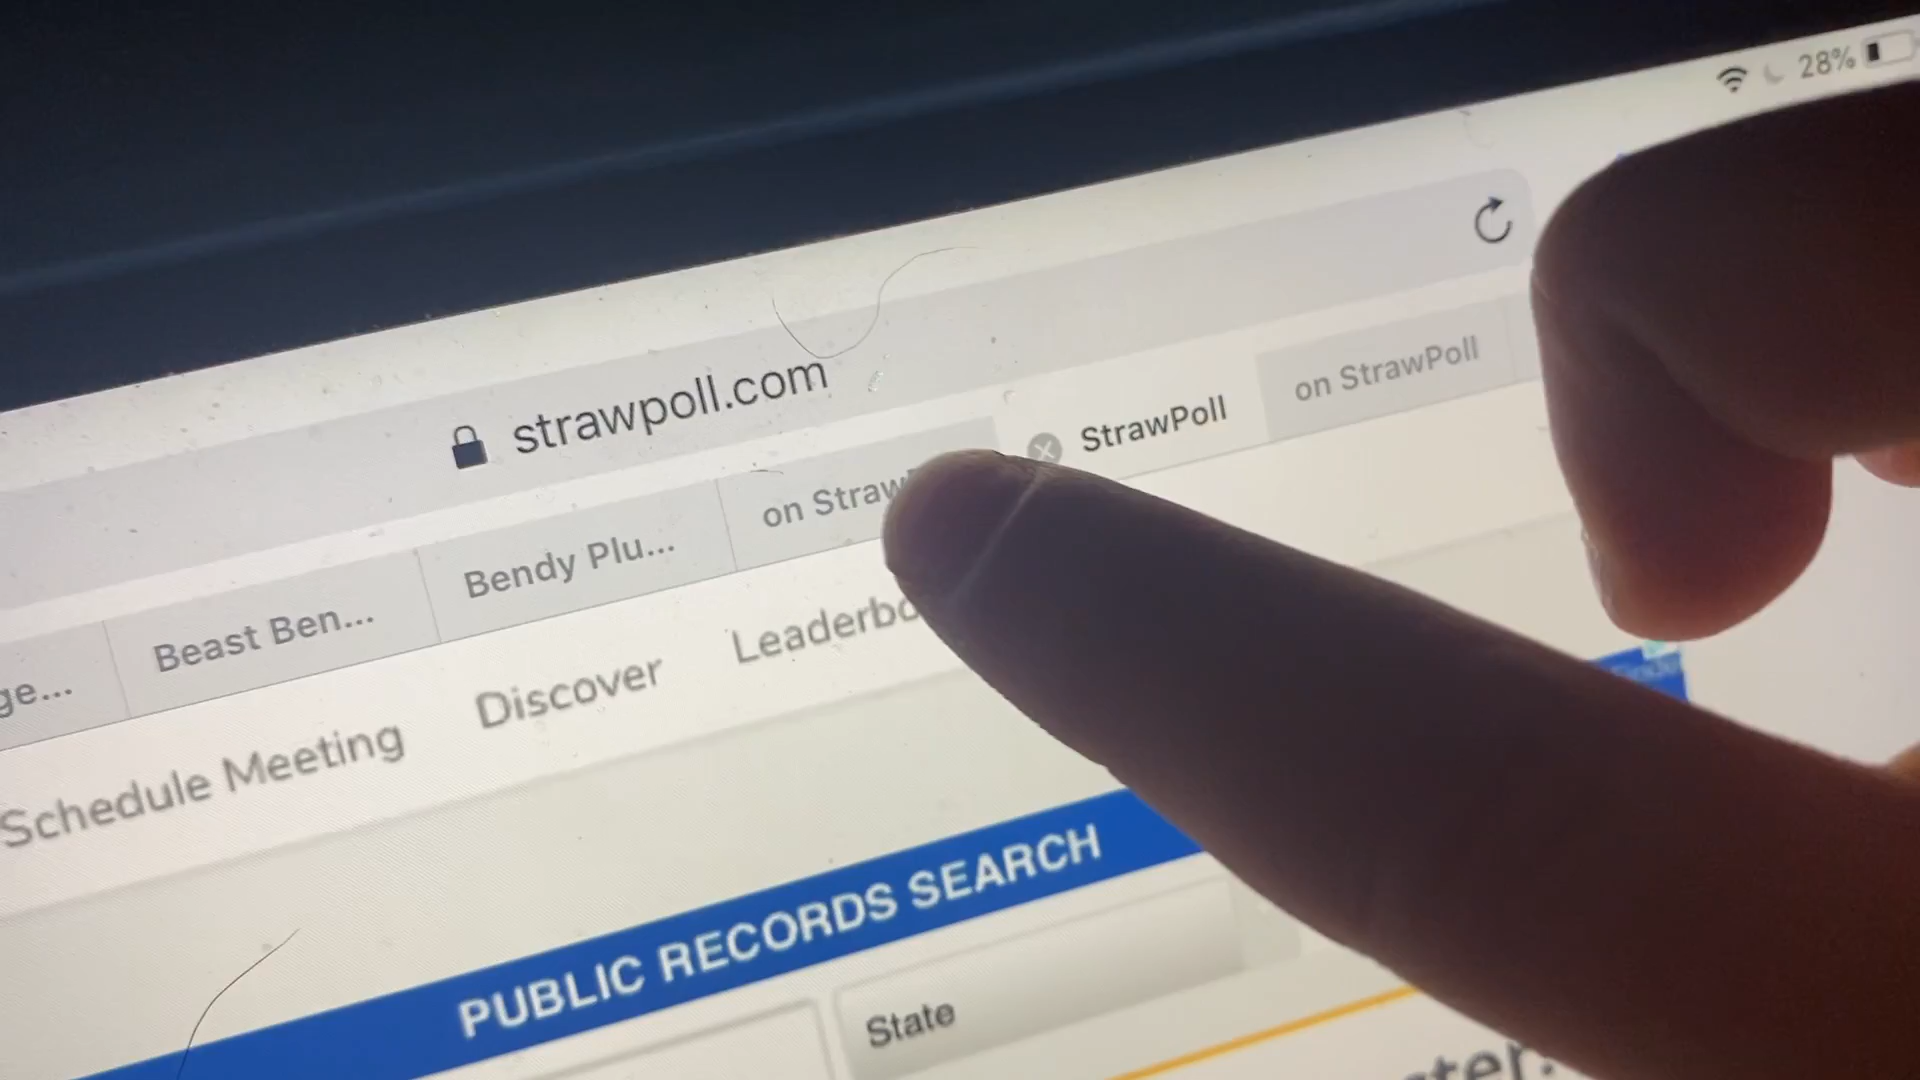 28%
strawpoll.com
ge...
Beast Ben...
Bendy Plu...
on Straw
StrawPoll
on StrawPoll
Schedule Meeting
Discover
Leaderbo
PUBLIC RECORDS SEARCH
State
ster.